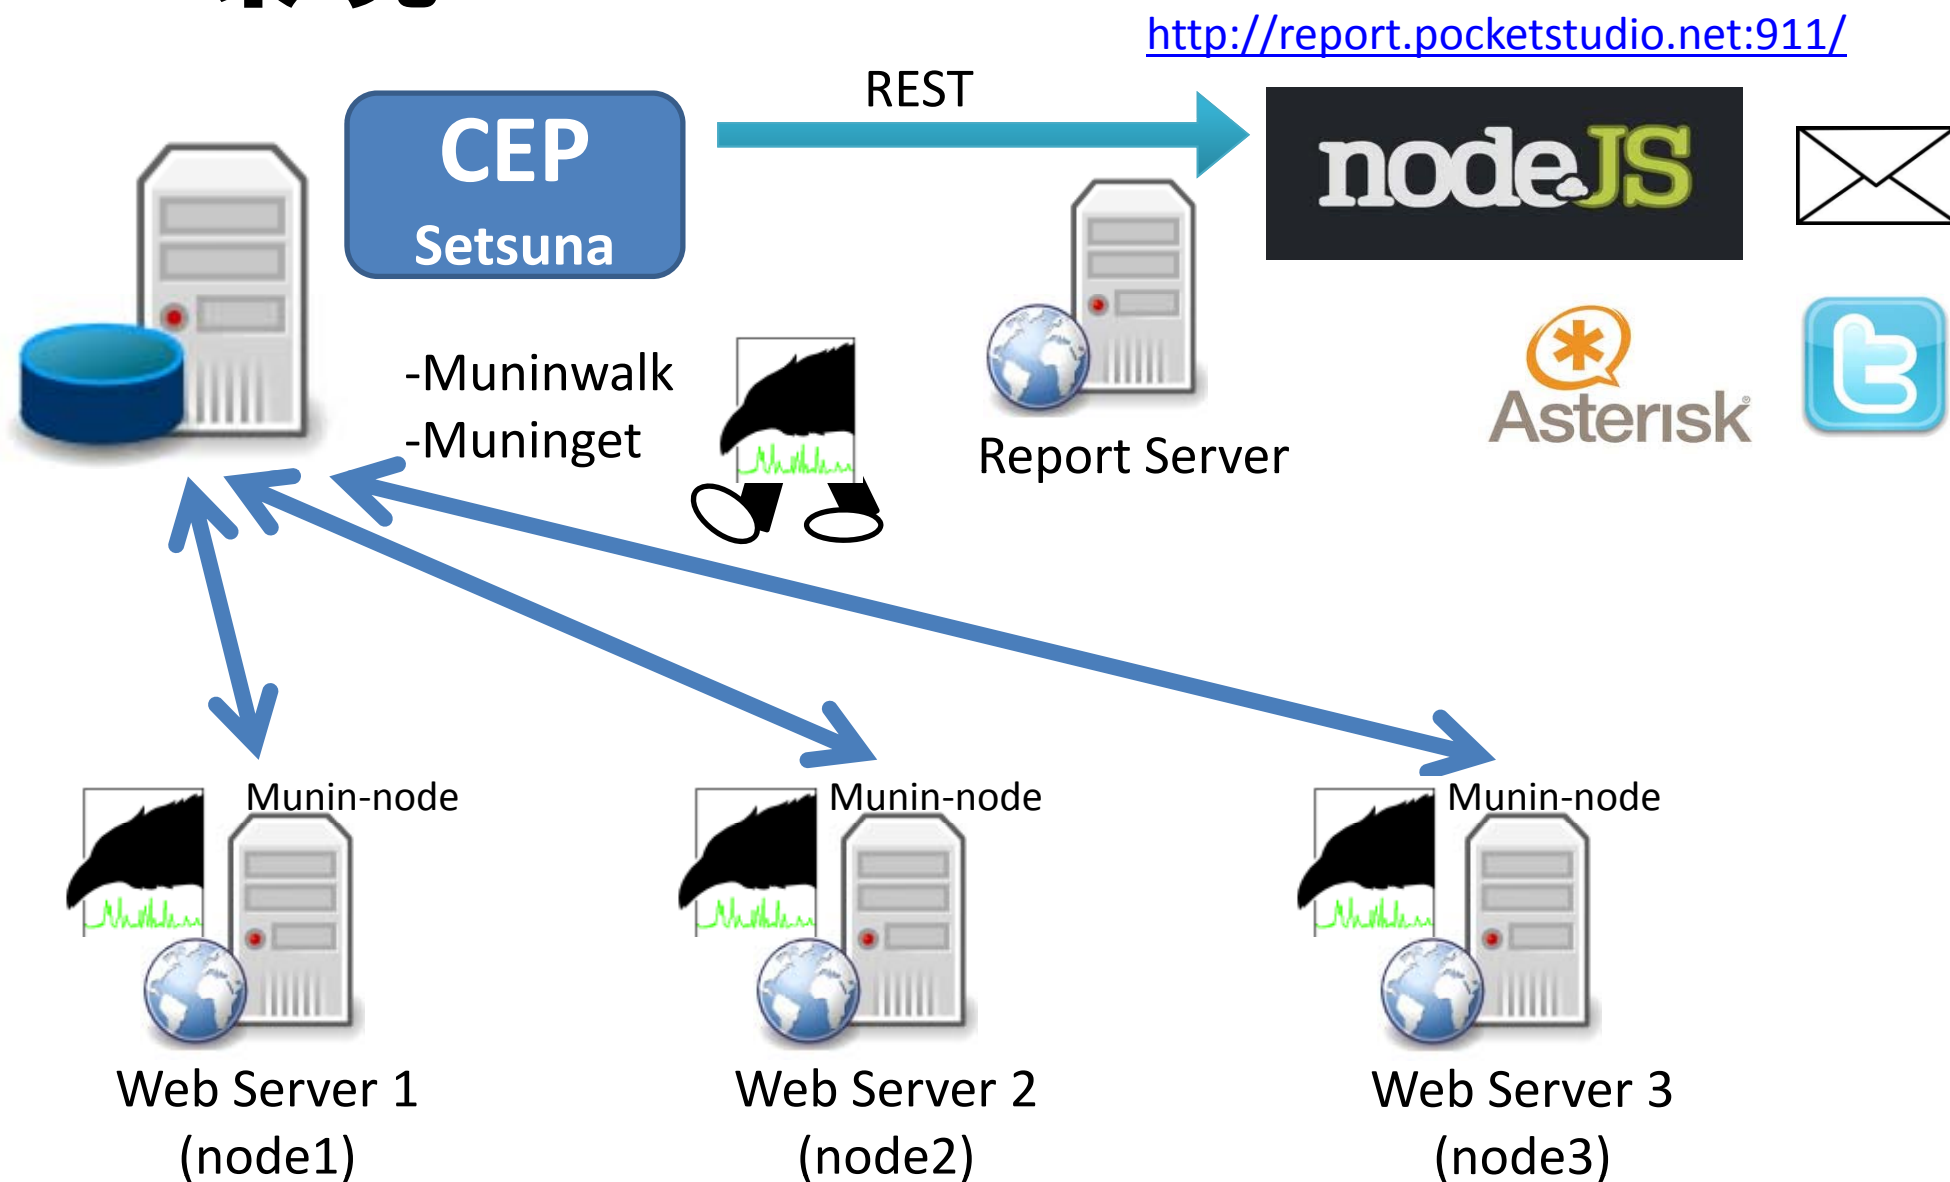 http://report.pocketstudio.net:911/
REST
CEP
Setsuna
nodeJS
-Muninwalk
-Muninget
Report Server
Asterisk
Munin-node
Munin-node
Munin-node
Web Server 1
(node1)
Web Server 2
(node2)
Web Server 3
(node3)